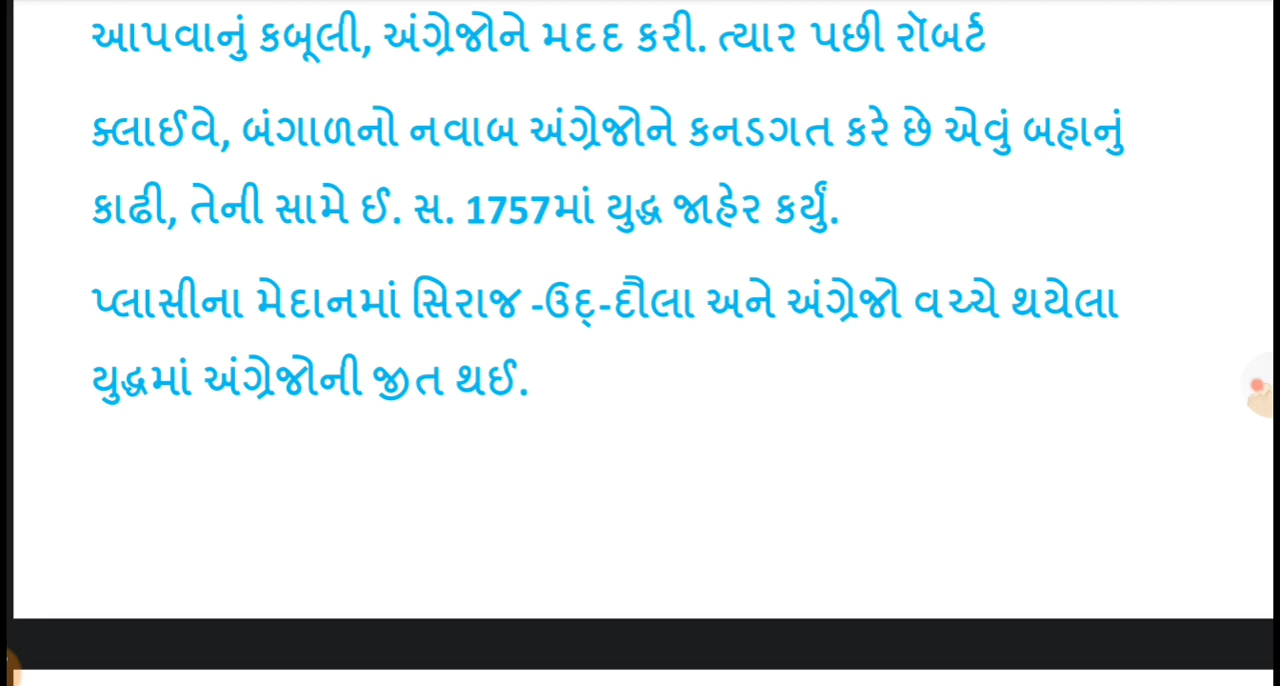 આપવાનું કબૂલી, અંગ્રેજોને મદદ કરી. ત્યાર પછી રૉબર્ટ
ક્લાઈવે, બંગાળનો નવાબ અંગ્રેજોને કનડગત કરે છે એવું બહાનું
કાઢી, તેની સામે ઈ. સ. 1757માં યુદ્ધ જાહેર કર્યું.
પ્લાસીના મેદાનમાં સિરાજ -ઉદ્-દૌલા અને અંગ્રેજો વચ્ચે થયેલા
યુદ્ધમાં અંગ્રેજોની જીત થઈ.